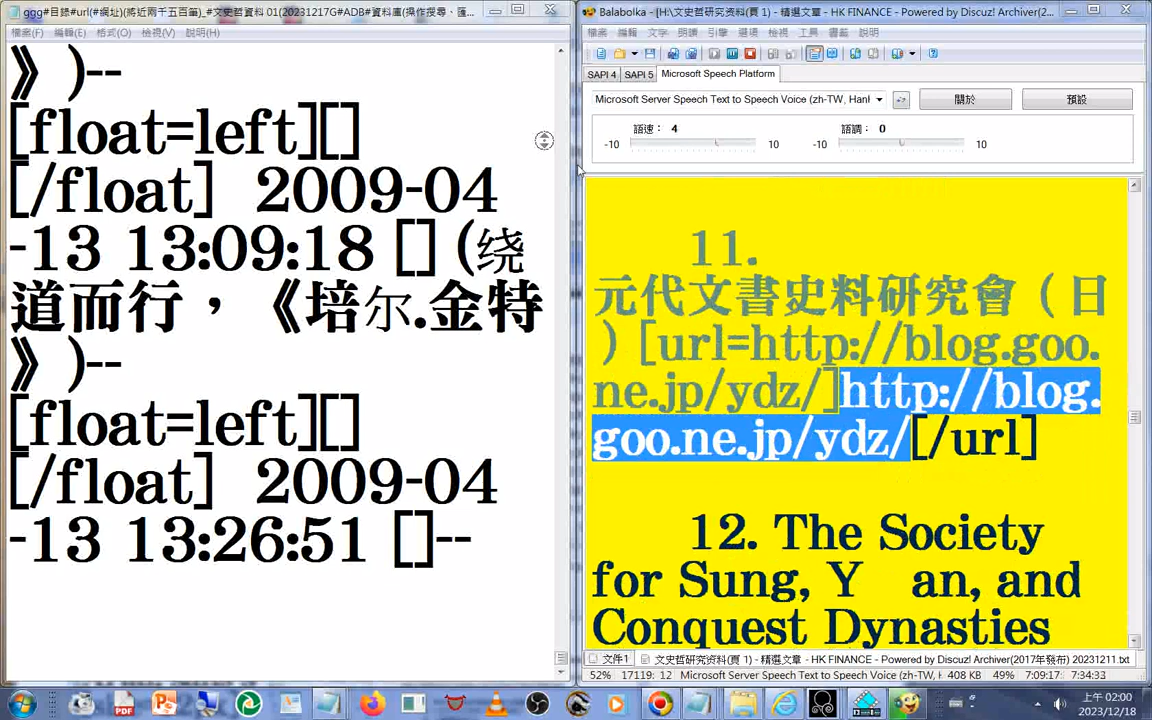 ggg#目錄#url(#網址)(將近兩千五百筆)_#文史哲資料 01(20231217G#ADB#資料庫(操作搜尋、匯...
檔案(F) 編輯(E) 格式(O) 檢視(V) 說明(H)
》)--
[float=left][]
[/float] 2009-04
-13 13:09:18 [] (绕
道而行，《培尔.金特
》)--
[float=left][]
[/float] 2009-04
-13 13:26:51 []--
Balabolka - [H:\文史哲研究资料(頁 1) - 精選文章 - HK FINANCE - Powered by Discuz! Archiver(2...
檔案 編輯 文字 朗讀 引擎 選項 檢視 工具 書籤 說明
SAPI 4 SAPI 5 Microsoft Speech Platform
Microsoft Server Speech Text to Speech Voice (zh-TW, Hanl 關於 預設
語速： 4 語調： 0
-10 10 -10 10
11.
元代文書史料研究會（日
）[url=http://blog.goo.
ne.jp/ydz/]http://blog.
goo.ne.jp/ydz/[/url]
12. The Society
for Sung, Y an, and
Conquest Dynasties
文件1 文史哲研究资料(頁 1) - 精選文章 - HK FINANCE - Powered by Discuz! Archiver(2017年發布) 20231211.txt
52% 17119: 12 Microsoft Server Speech Text to Speech Voice (zh-TW, 408 KB 49% 7:09:17 7:34:33
上午 02:00
2023/12/18